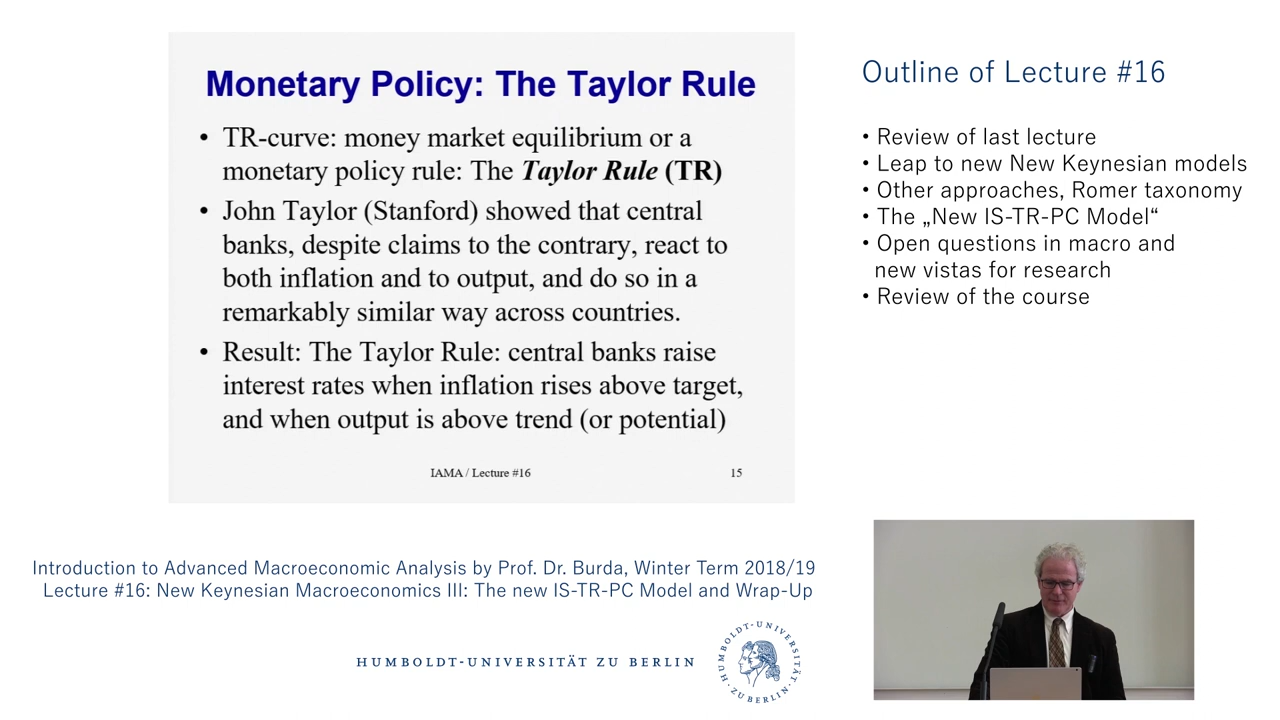 Monetary Policy: The Taylor Rule
• TR-curve: money market equilibrium or a
monetary policy rule: The Taylor Rule (TR)
• John Taylor (Stanford) showed that central
banks, despite claims to the contrary, react to
both inflation and to output, and do so in a
remarkably similar way across countries.
• Result: The Taylor Rule: central banks raise
interest rates when inflation rises above target,
and when output is above trend (or potential)
IAMA / Lecture #16
15
Outline of Lecture #16
• Review of last lecture
• Leap to new New Keynesian models
• Other approaches, Romer taxonomy
• The „New IS-TR-PC Model“
• Open questions in macro and
new vistas for research
• Review of the course
Introduction to Advanced Macroeconomic Analysis by Prof. Dr. Burda, Winter Term 2018/19
Lecture #16: New Keynesian Macroeconomics III: The new IS-TR-PC Model and Wrap-Up
HUMBOLDT-UNIVERSITÄT ZU BERLIN
HUMBOLDT-UNIVERSITÄT
ZU BERLIN